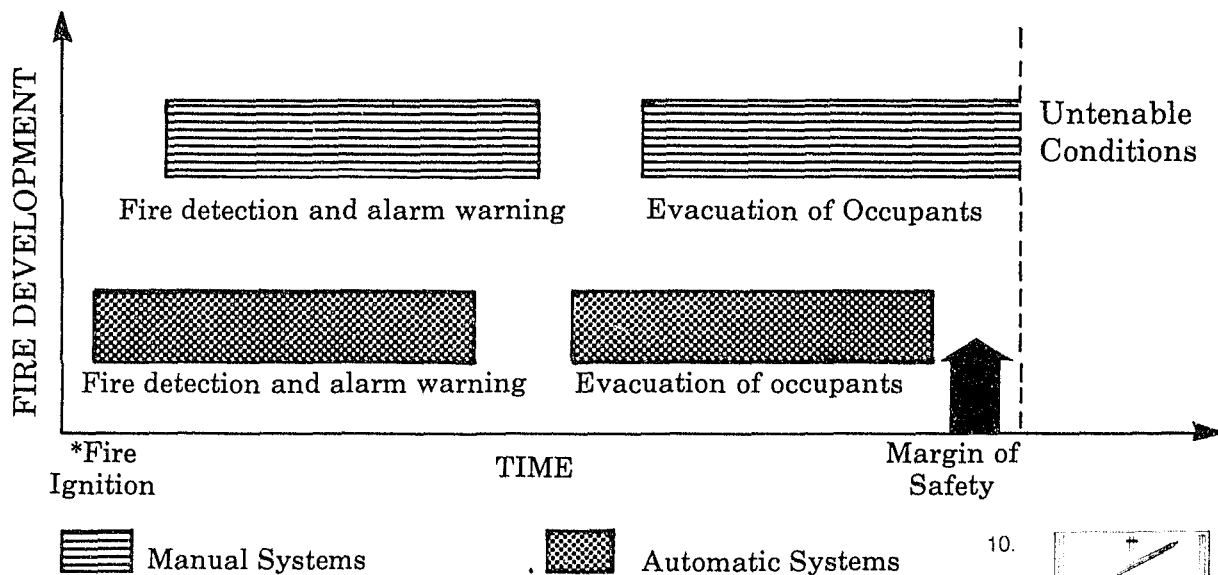 FIRE DEVELOPMENT
Untenable
Conditions
Fire detection and alarm warning
Evacuation of Occupants
Fire detection and alarm warning
Evacuation of occupants
*Fire
Ignition
TIME
Margin of
Safety
Manual Systems
Automatic Systems
10.